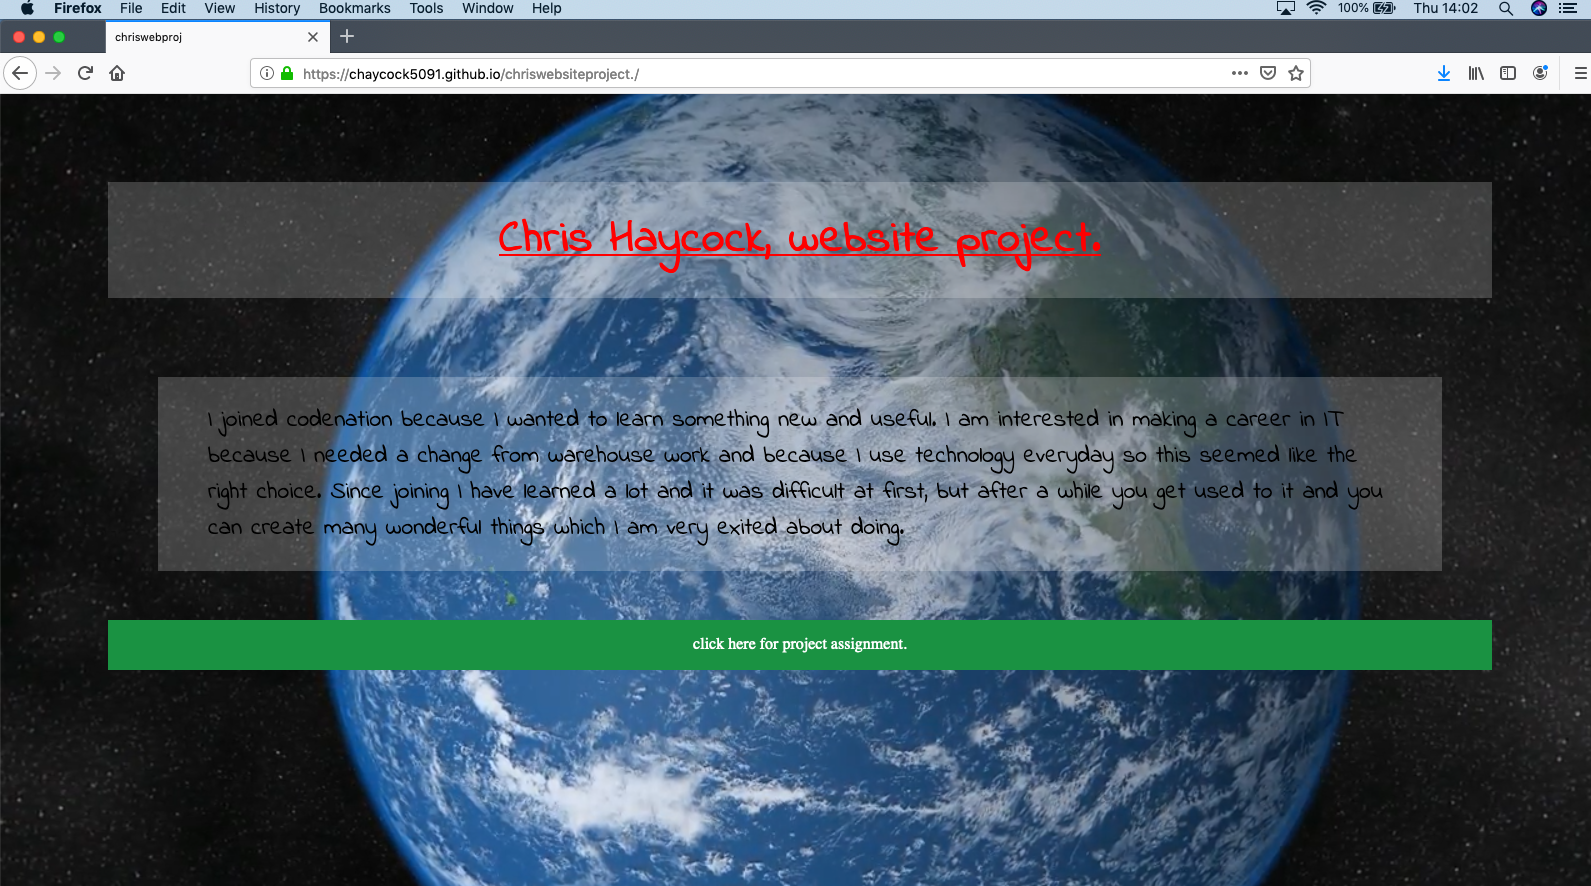 Firefox File Edit View History Bookmarks Tools Window Help 100% Thu 14:02
chriswebproj
https://chaycock5091.github.io/chriswebsiteproject./
Chris Haycock, website project.
I joined codenation because I wanted to learn something new and useful. I am interested in making a career in IT
because I needed a change from warehouse work and because I use technology everyday so this seemed like the
right choice. Since joining I have learned a lot and it was difficult at first, but after a while you get used to it and you
can create many wonderful things which I am very exited about doing.
click here for project assignment.